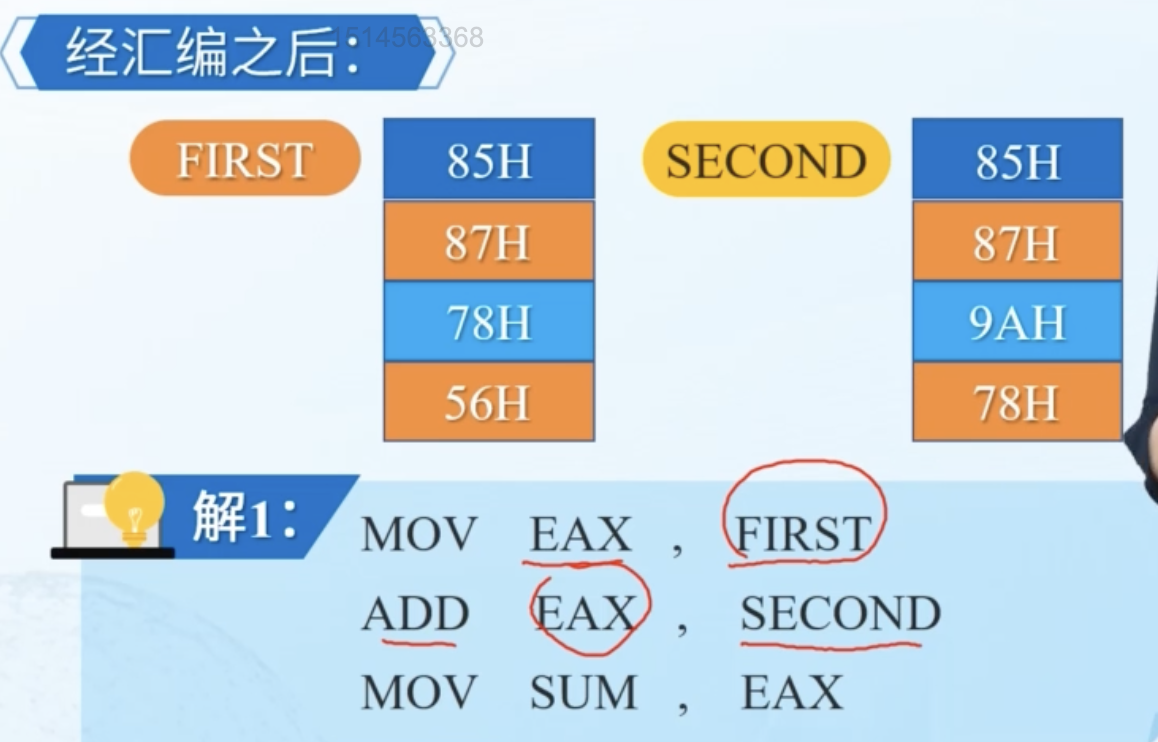 经汇编之后：
1514563368
FIRST 85H SECOND 85H
87H 87H
78H 9AH
56H 78H
解1：
MOV EAX , FIRST
ADD EAX , SECOND
MOV SUM , EAX